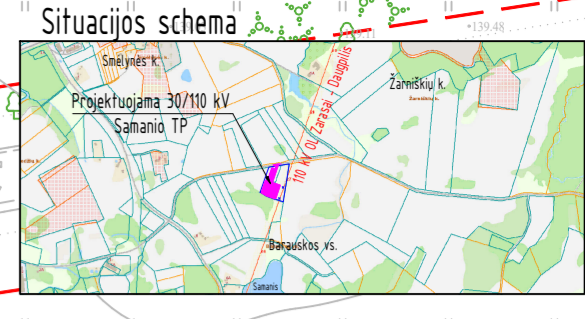 Situacijos schema
139.48
Smėlynės k.
Žarniškių k.
Žarniškių k.
Projektuojama 30/110 kV
Samanio TP
110 kV OL Zarasai - Daugpilis
Barauskos vs.
Samanis